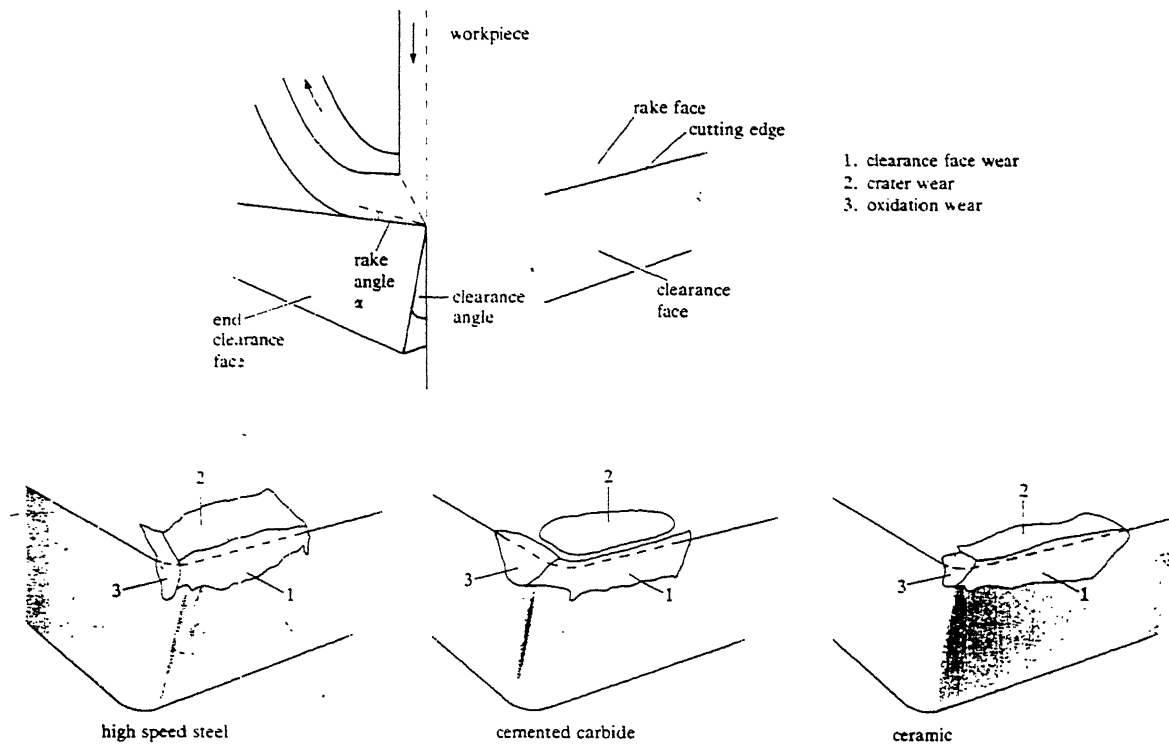 workpiece
rake face
cutting edge
1. clearance face wear
2. crater wear
3. oxidation wear
rake
angle
α
clearance
angle
clearance
face
end
clearance
face
2
3
1
high speed steel
2
3
1
cemented carbide
2
3
1
ceramic